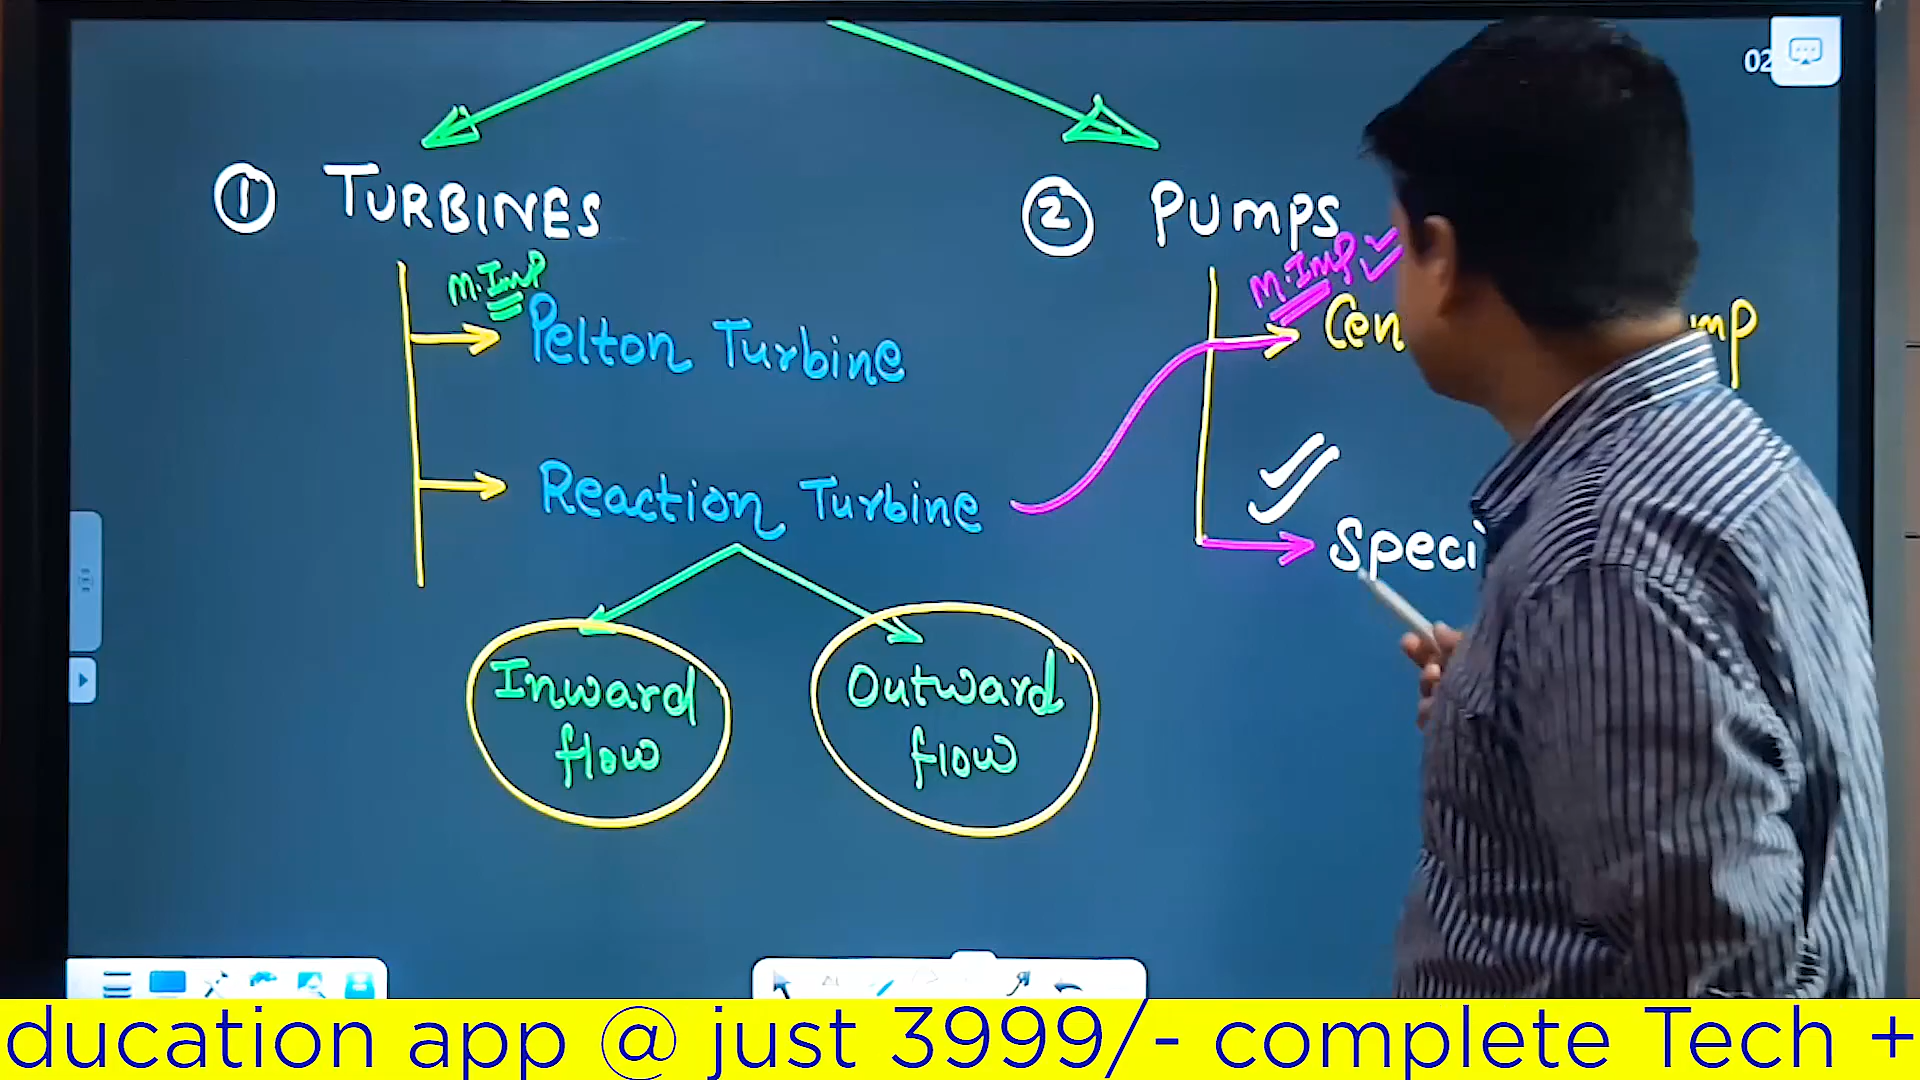 02
① TURBINES
② PUMPS
M.Imp
M.Imp
Pelton Turbine
Cen mp
Reaction Turbine
Speci
Inward
flow
Outward
flow
ducation app @ just 3999/- complete Tech +